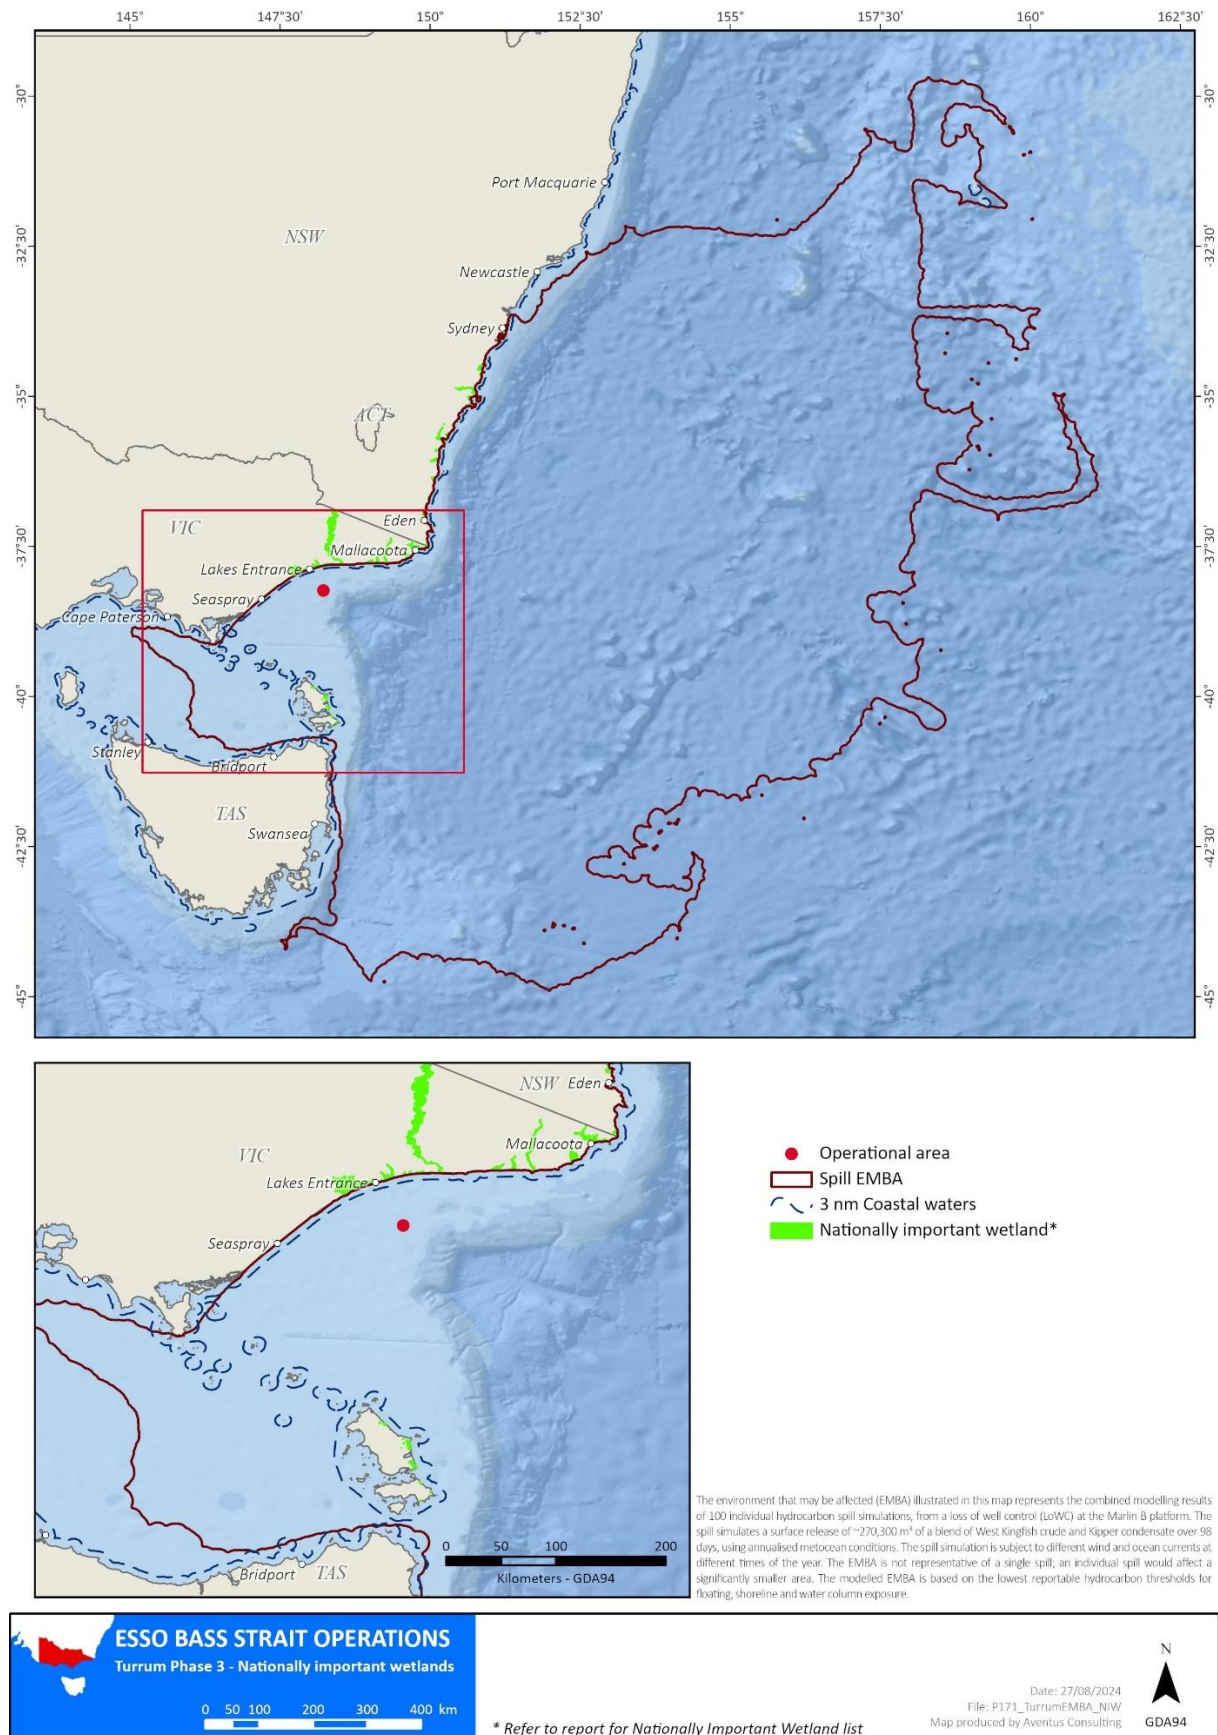 145° 147°30' 150° 152°30' 155° 157°30' 160° 162°30'
-30° -30°
Port Macquarie
NSW
-32°30' -32°30'
Newcastle
Sydney
-35° -35°
ACT
Eden
VIC
-37°30' -37°30'
Mallacoota
Lakes Entrance
Seaspray
Cape Paterson
-40° -40°
Stanley
Bridport
TAS
Swansea
-42°30' -42°30'
-45° -45°
NSW
Eden
Mallacoota
VIC
Lakes Entrance
Seaspray
Bridport
TAS
0 100 200
Kilometers - GDA94
Operational area
Spill EMBA
3 nm Coastal waters
Nationally important wetland*
The environment that may be affected (EMBA) illustrated in this map represents the combined modelling results
of 100 individual hydrocarbon spill simulations, from a loss of well control (LoWC) at the Marlin B platform. The
spill simulates a surface release of ~270,300 m³ of a blend of West Kingfish crude and Kipper condensate over 98
days, using annualised metocean conditions. The spill simulation is subject to different wind and ocean currents at
different times of the year. The EMBA is not representative of a single spill; an individual spill would affect a
significantly smaller area. The modelled EMBA is based on the lowest reportable hydrocarbon thresholds for
floating, shoreline and water column exposure.
ESSO BASS STRAIT OPERATIONS
Turrum Phase 3 - Nationally important wetlands
0 50 100 200 300 400 km
* Refer to report for Nationally Important Wetland list
Date: 27/08/2024
File: P171_TurrumEMBA_NIW
Map produced by Aventus Consulting
N
GDA94